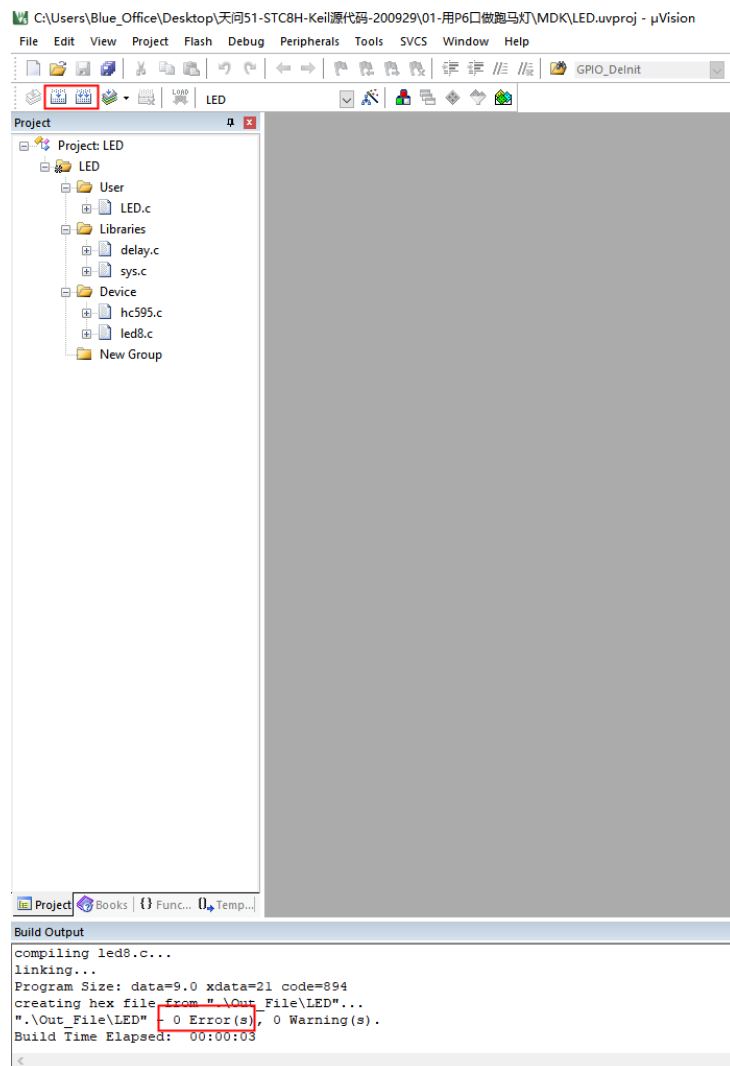 C:\Users\Blue_Office\Desktop\天问51-STC8H-Keil源代码-200929\01-用P6口做跑马灯\MDK\LED.uvproj - µVision
File Edit View Project Flash Debug Peripherals Tools SVCS Window Help
GPIO_DeInit
LOAD LED
Project
Project: LED
LED
User
LED.c
Libraries
delay.c
sys.c
Device
hc595.c
led8.c
New Group
Project Books {} Func... 0 Temp...
Build Output
compiling led8.c...
linking...
Program Size: data=9.0 xdata=21 code=894
creating hex file from ".\Out_File\LED"...
".\Out_File\LED" - 0 Error(s), 0 Warning(s).
Build Time Elapsed:  00:00:03